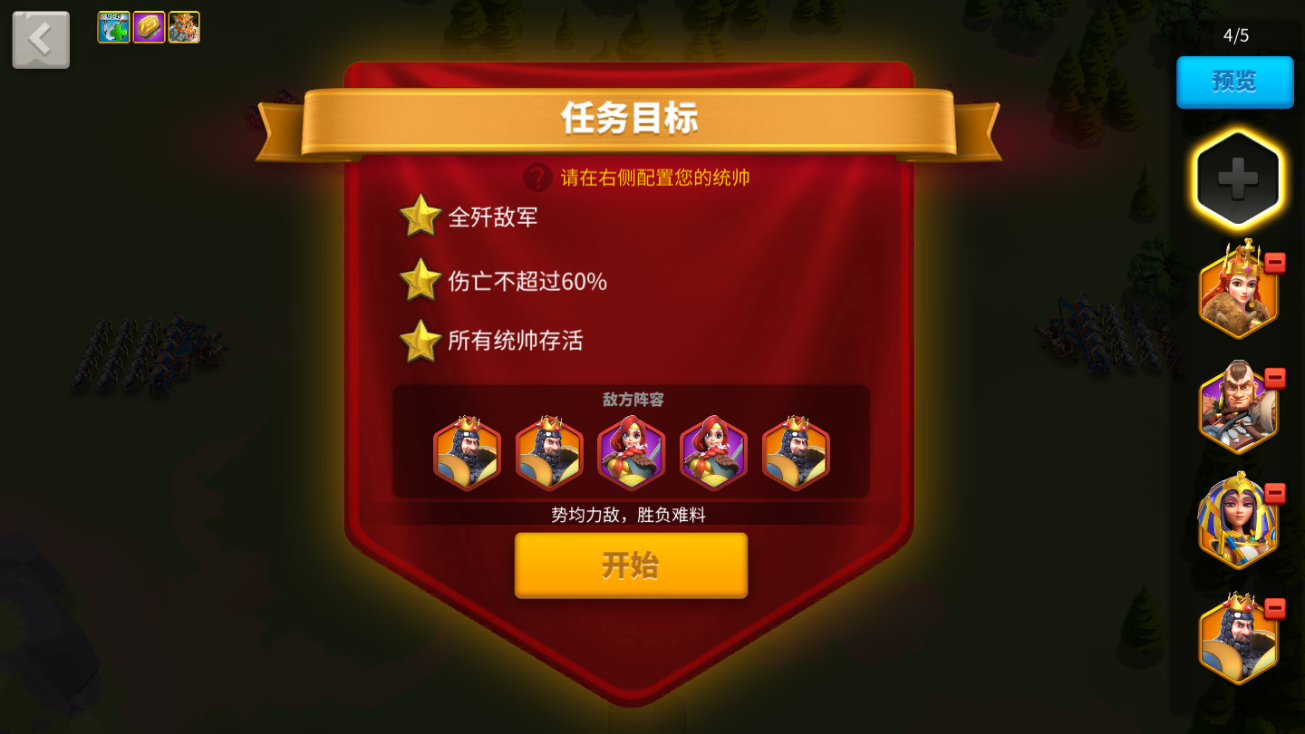 4/5
预览
任务目标
请在右侧配置您的统帅
全歼敌军
伤亡不超过60%
所有统帅存活
敌方阵容
势均力敌，胜负难料
开始